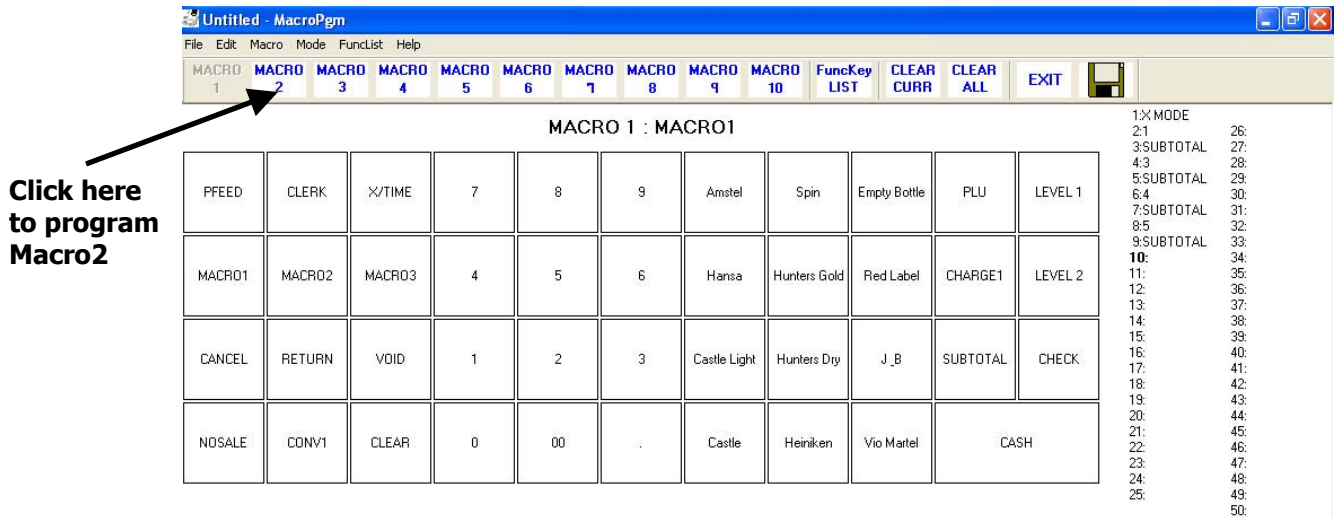 Untitled - MacroPgm
File Edit Macro Mode FuncList Help
MACRO 1 MACRO 2 MACRO 3 MACRO 4 MACRO 5 MACRO 6 MACRO 7 MACRO 8 MACRO 9 MACRO 10 FuncKey LIST CLEAR CURR CLEAR ALL EXIT
MACRO 1 : MACRO1
Click here
to program
Macro2
PFEED CLERK X/TIME 7 8 9 Amstel Spin Empty Bottle PLU LEVEL 1
MACRO1 MACRO2 MACRO3 4 5 6 Hansa Hunters Gold Red Label CHARGE1 LEVEL 2
CANCEL RETURN VOID 1 2 3 Castle Light Hunters Dry J_B SUBTOTAL CHECK
NOSALE CONV1 CLEAR 0 00 . Castle Heiniken Vio Martel CASH
1:X MODE
2:1
3:SUBTOTAL
4:3
5:SUBTOTAL
6:4
7:SUBTOTAL
8:5
9:SUBTOTAL
10:
11:
12:
13:
14:
15:
16:
17:
18:
19:
20:
21:
22:
23:
24:
25:
26:
27:
28:
29:
30:
31:
32:
33:
34:
35:
36:
37:
38:
39:
40:
41:
42:
43:
44:
45:
46:
47:
48:
49:
50: